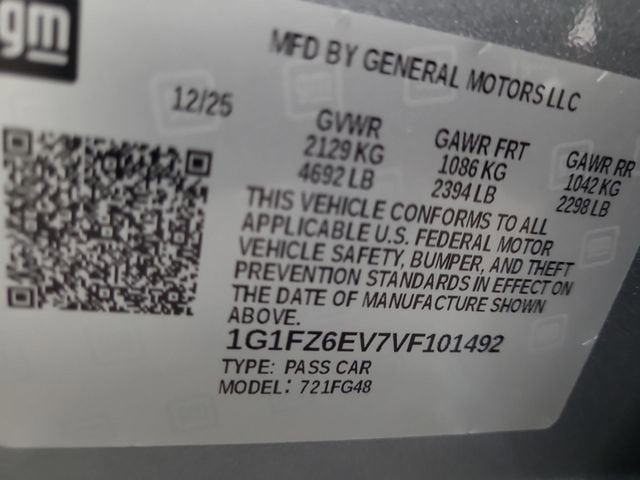 gm
MFD BY GENERAL MOTORS LLC
12/25
GVWR
2129 KG
4692 LB
GAWR FRT
1086 KG
2394 LB
GAWR RR
1042 KG
2298 LB
THIS VEHICLE CONFORMS TO ALL
APPLICABLE U.S. FEDERAL MOTOR
VEHICLE SAFETY, BUMPER, AND THEFT
PREVENTION STANDARDS IN EFFECT ON
THE DATE OF MANUFACTURE SHOWN
ABOVE.
1G1FZ6EV7VF101492
TYPE: PASS CAR
MODEL: 721FG48